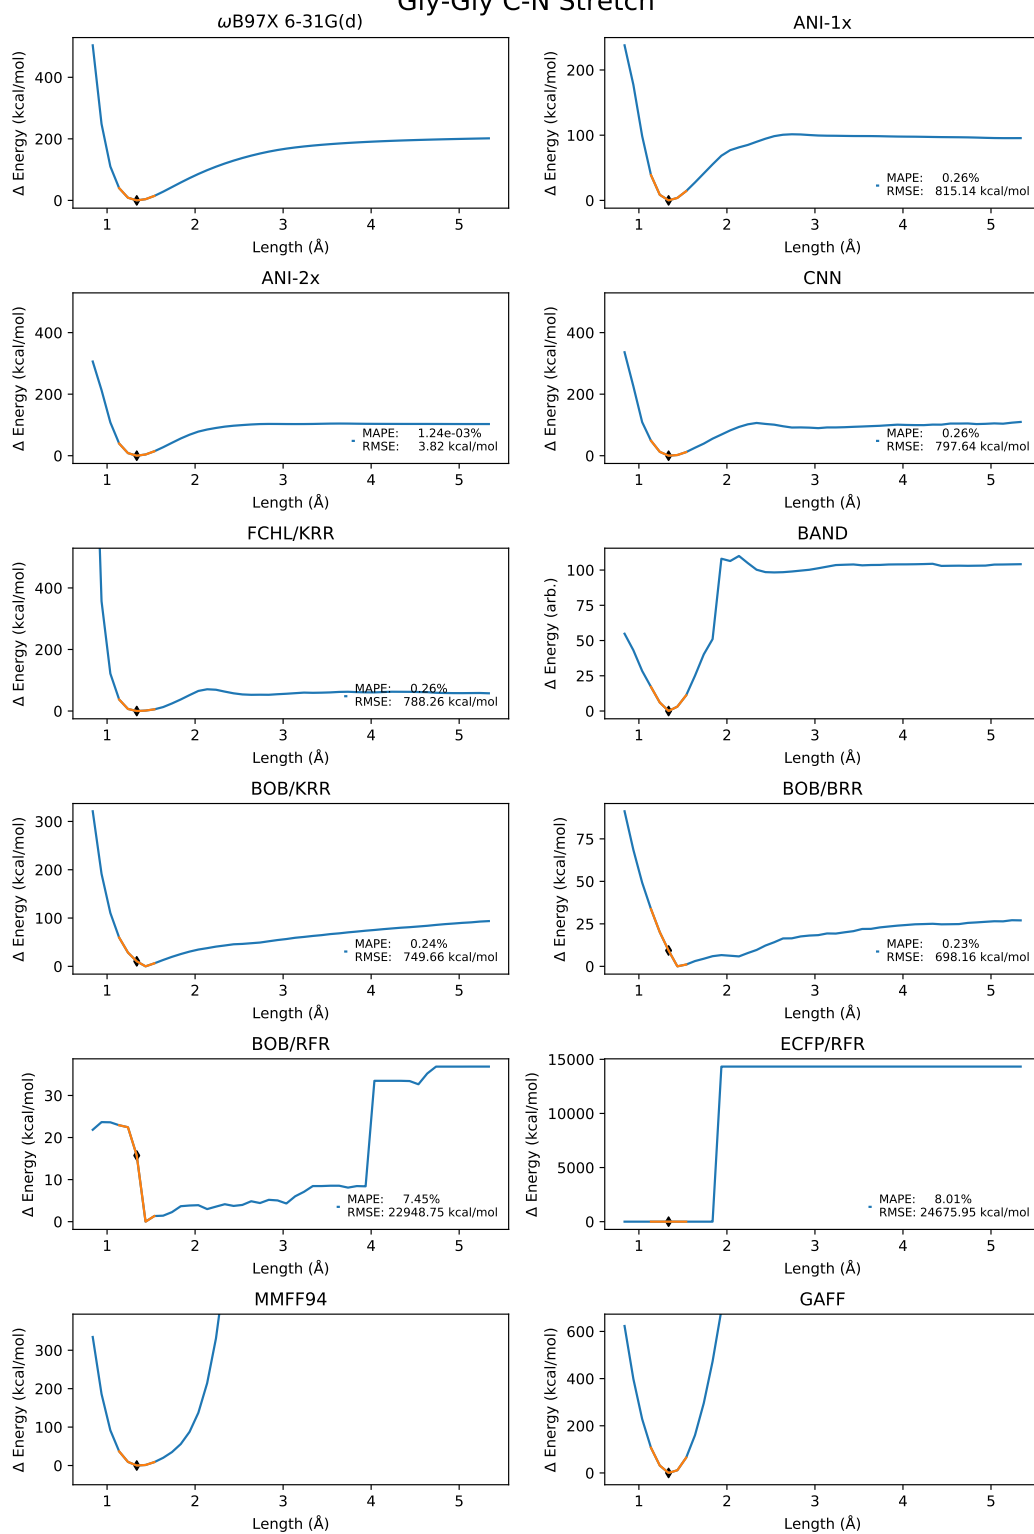 Gly-Gly C-N Stretch
ωB97X 6-31G(d)
Δ Energy (kcal/mol)
400
200
0
1 2 3 4 5
Length (Å)
ANI-1x
Δ Energy (kcal/mol)
200
100
0
MAPE: 0.26%
RMSE: 815.14 kcal/mol
1 2 3 4 5
Length (Å)
ANI-2x
Δ Energy (kcal/mol)
400
200
0
MAPE: 1.24e-03%
RMSE: 3.82 kcal/mol
1 2 3 4 5
Length (Å)
CNN
Δ Energy (kcal/mol)
400
200
0
MAPE: 0.26%
RMSE: 797.64 kcal/mol
1 2 3 4 5
Length (Å)
FCHL/KRR
Δ Energy (kcal/mol)
400
200
0
MAPE: 0.26%
RMSE: 788.26 kcal/mol
1 2 3 4 5
Length (Å)
BAND
Δ Energy (arb.)
100
75
50
25
0
1 2 3 4 5
Length (Å)
BOB/KRR
Δ Energy (kcal/mol)
300
200
100
0
MAPE: 0.24%
RMSE: 749.66 kcal/mol
1 2 3 4 5
Length (Å)
BOB/BRR
Δ Energy (kcal/mol)
75
50
25
0
MAPE: 0.23%
RMSE: 698.16 kcal/mol
1 2 3 4 5
Length (Å)
BOB/RFR
Δ Energy (kcal/mol)
30
20
10
0
MAPE: 7.45%
RMSE: 22948.75 kcal/mol
1 2 3 4 5
Length (Å)
ECFP/RFR
Δ Energy (kcal/mol)
15000
10000
5000
0
MAPE: 8.01%
RMSE: 24675.95 kcal/mol
1 2 3 4 5
Length (Å)
MMFF94
Δ Energy (kcal/mol)
300
200
100
0
1 2 3 4 5
Length (Å)
GAFF
Δ Energy (kcal/mol)
600
400
200
0
1 2 3 4 5
Length (Å)